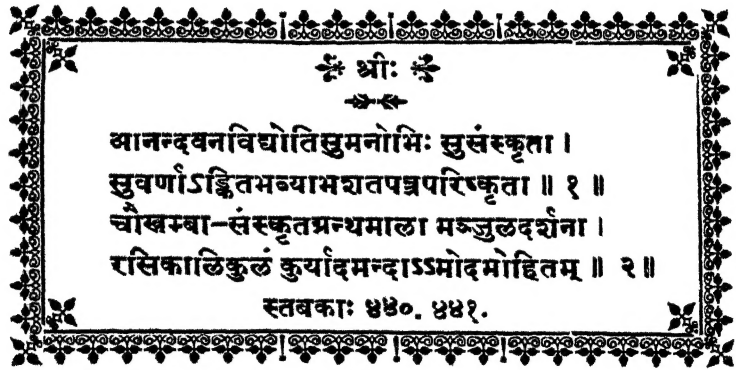 श्रीः
आनन्दवनविद्योतिसुमनोभिः सुसंस्कृता ।
सुवर्णाऽङ्कितभव्याभशतपत्रपरिष्कृता ॥ १ ॥
चौखम्बा-संस्कृतग्रन्थमाला मञ्जुलदर्शना ।
रसिकालिकुलं कुर्यादमन्दाऽऽमोदमोहितम् ॥ २॥
स्तबकाः ४४०. ४४१.